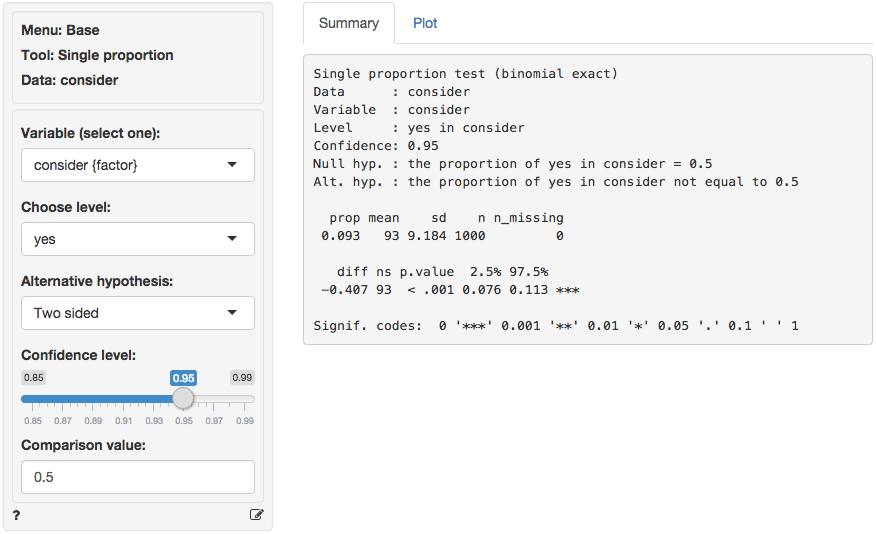 Menu: Base
Tool: Single proportion
Data: consider
Variable (select one):
consider {factor}
Choose level:
yes
Alternative hypothesis:
Two sided
Confidence level:
0.85 0.95 0.99
0.85 0.87 0.89 0.91 0.93 0.95 0.97 0.99
Comparison value:
0.5
?
Summary Plot
Single proportion test (binomial exact)
Data      : consider
Variable  : consider
Level     : yes in consider
Confidence: 0.95
Null hyp. : the proportion of yes in consider = 0.5
Alt. hyp. : the proportion of yes in consider not equal to 0.5
  prop mean    sd    n n_missing
 0.093   93 9.184 1000         0
   diff ns p.value  2.5% 97.5%
 -0.407 93  < .001 0.076 0.113 ***
Signif. codes:  0 '***' 0.001 '**' 0.01 '*' 0.05 '.' 0.1 ' ' 1